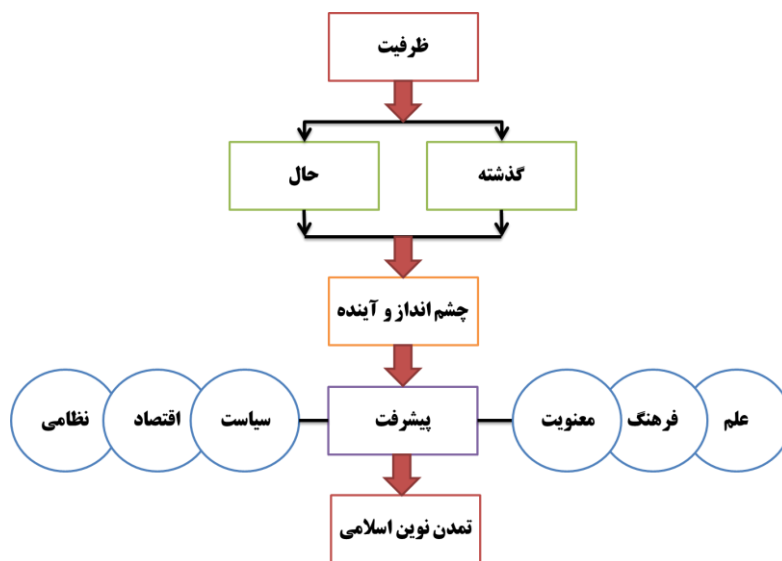 ظرفیت
گذشته
حال
چشم انداز و آینده
علم
فرهنگ
معنویت
پیشرفت
سیاست
اقتصاد
نظامی
تمدن نوین اسلامی